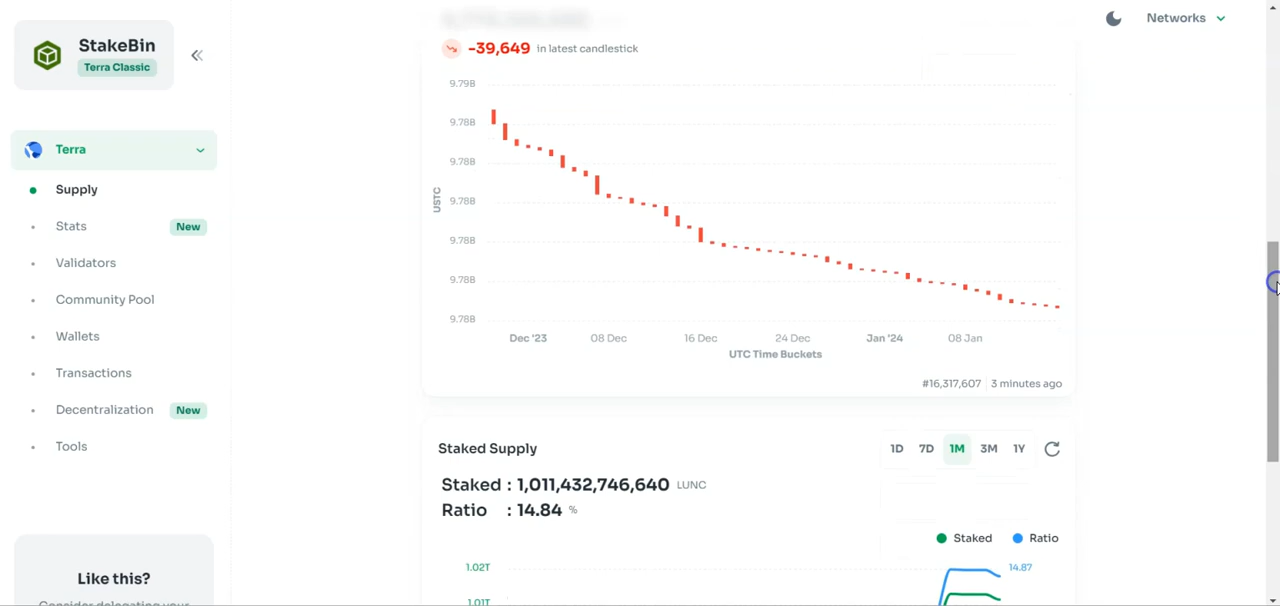 StakeBin
Terra Classic
Networks
Terra
Supply
Stats
New
Validators
Community Pool
Wallets
Transactions
Decentralization
New
Tools
Like this?
-39,649 in latest candlestick
9.79B
9.78B
9.78B
9.78B
9.78B
9.78B
9.78B
USTC
Dec '23 08 Dec 16 Dec 24 Dec Jan '24 08 Jan
UTC Time Buckets
#16,317,607 3 minutes ago
Staked Supply
1D 7D 1M 3M 1Y
Staked : 1,011,432,746,640 LUNC
Ratio : 14.84 %
Staked Ratio
1.02T
14.87
1.01T